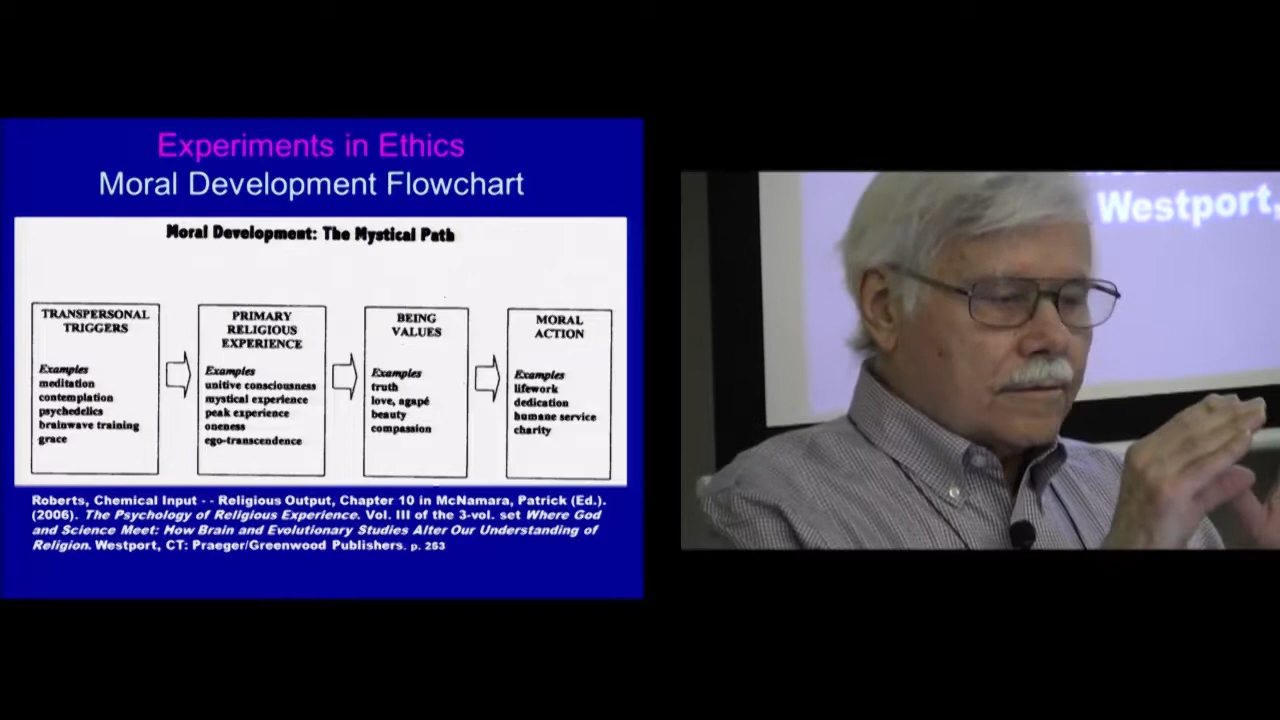 Experiments in Ethics
Moral Development Flowchart
Moral Development: The Mystical Path
TRANSPERSONAL
TRIGGERS
Examples
meditation
contemplation
psychedelics
brainwave training
grace
PRIMARY
RELIGIOUS
EXPERIENCE
Examples
unitive consciousness
mystical experience
peak experience
oneness
ego-transcendence
BEING
VALUES
Examples
truth
love, agapé
beauty
compassion
MORAL
ACTION
Examples
lifework
dedication
humane service
charity
Roberts, Chemical Input - - Religious Output, Chapter 10 in McNamara, Patrick (Ed.).
(2006). The Psychology of Religious Experience. Vol. III of the 3-vol. set Where God
and Science Meet: How Brain and Evolutionary Studies Alter Our Understanding of
Religion. Westport, CT: Praeger/Greenwood Publishers. p. 253
Westport,